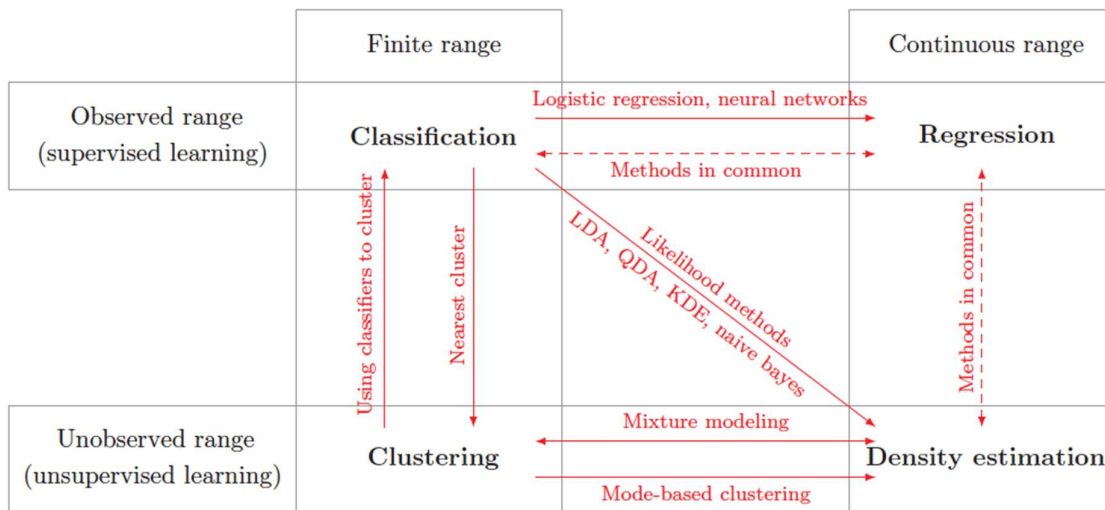 Finite range
Continuous range
Observed range
(supervised learning)
Classification
Logistic regression, neural networks
Methods in common
Regression
Using classifiers to cluster
Nearest cluster
Likelihood methods
LDA, QDA, KDE, naive bayes
Methods in common
Unobserved range
(unsupervised learning)
Clustering
Mixture modeling
Mode-based clustering
Density estimation